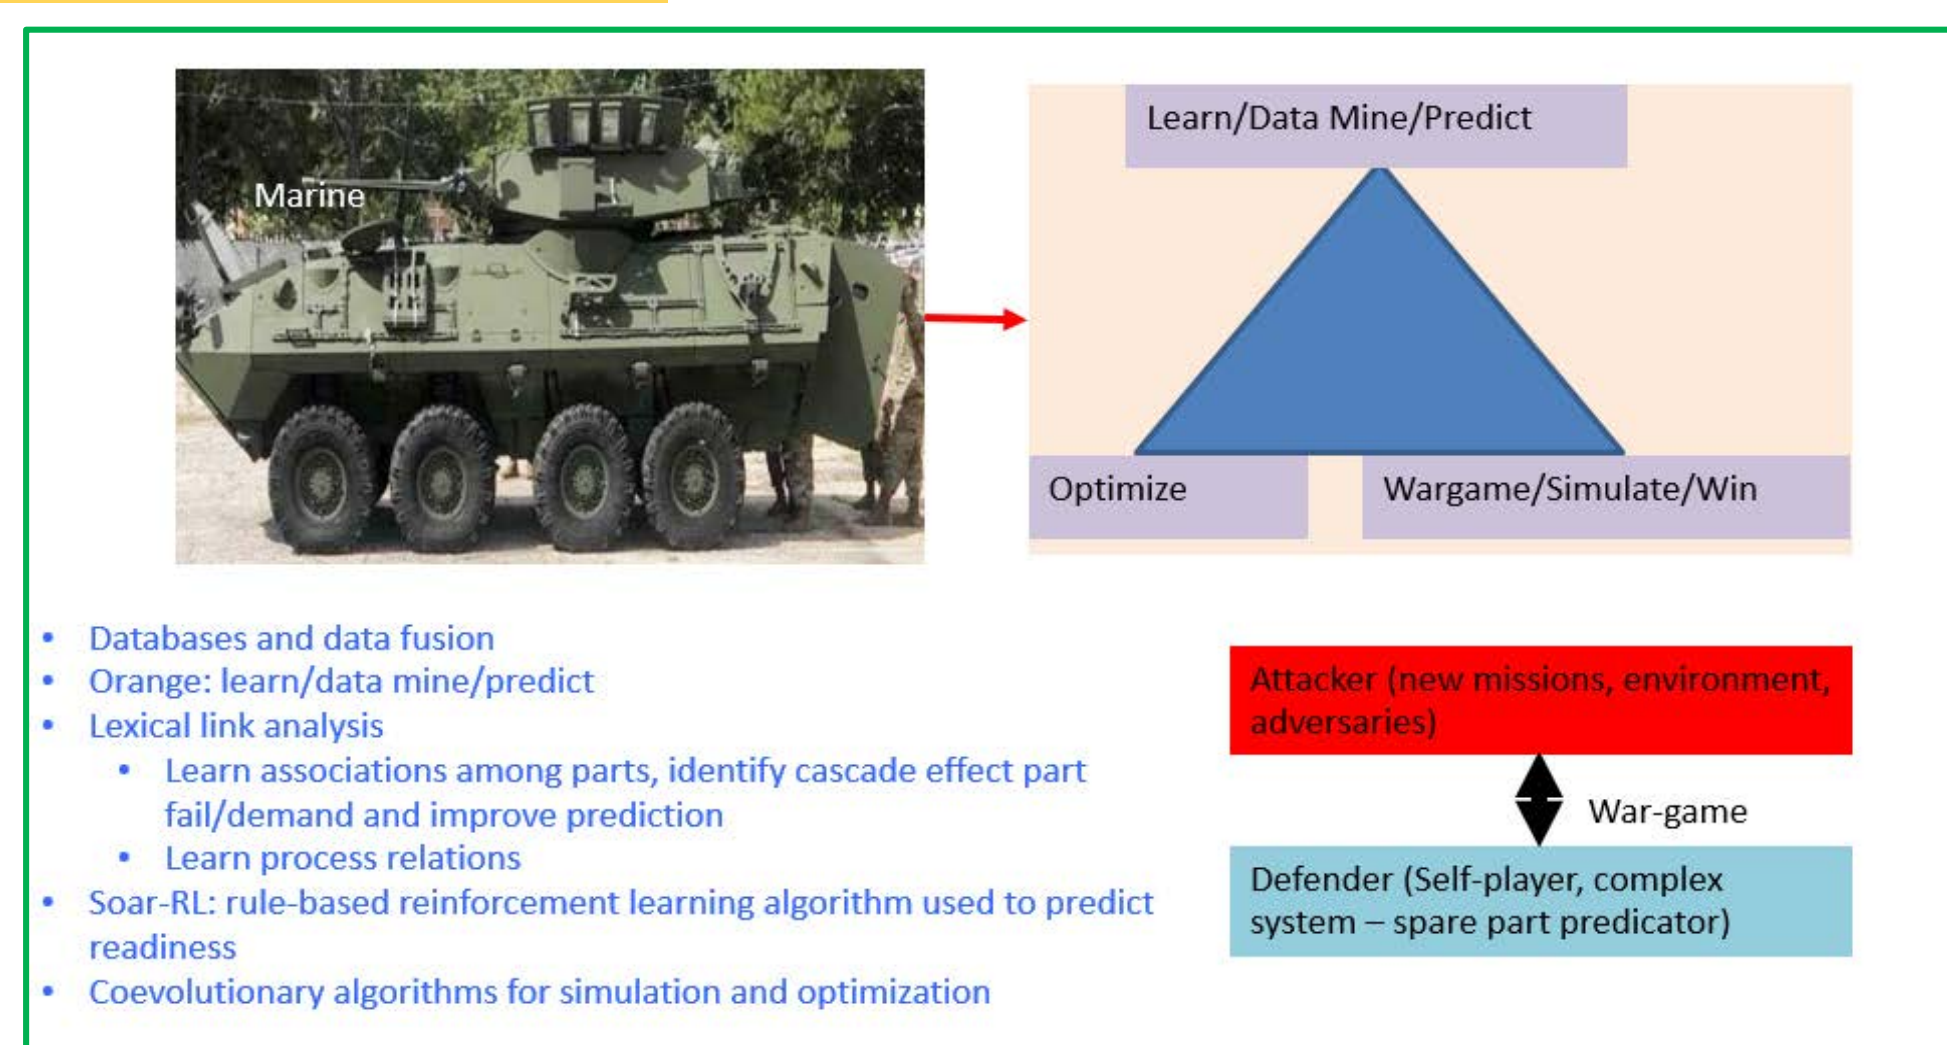 Marine
Learn/Data Mine/Predict
Optimize
Wargame/Simulate/Win
• Databases and data fusion
• Orange: learn/data mine/predict
• Lexical link analysis
• Learn associations among parts, identify cascade effect part
fail/demand and improve prediction
• Learn process relations
• Soar-RL: rule-based reinforcement learning algorithm used to predict
readiness
• Coevolutionary algorithms for simulation and optimization
Attacker (new missions, environment,
adversaries)
War-game
Defender (Self-player, complex
system – spare part predicator)